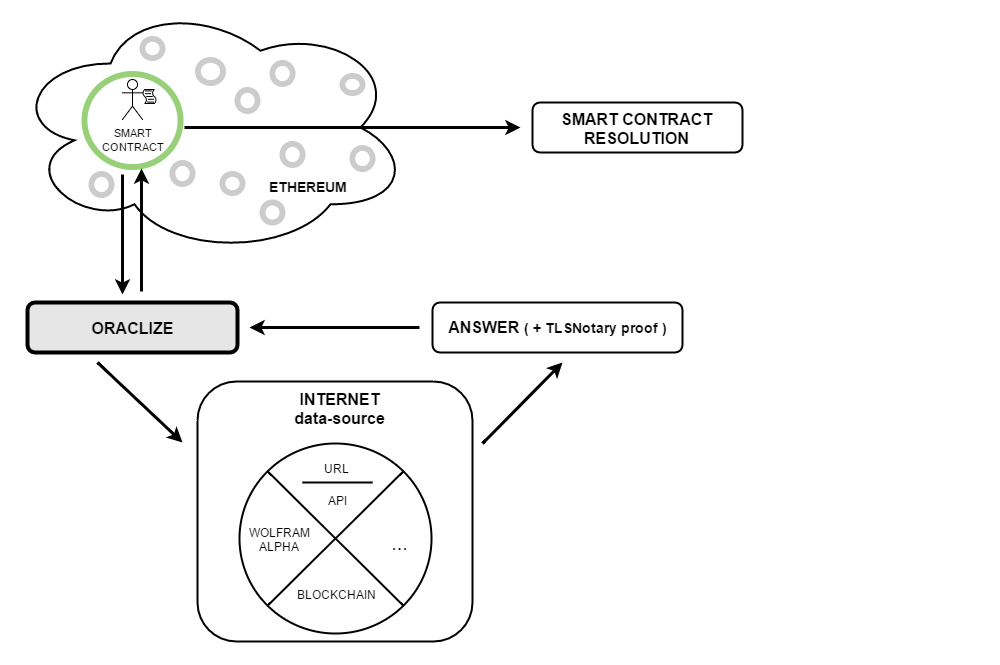 SMART
CONTRACT
SMART CONTRACT
RESOLUTION
ETHEREUM
ORACLIZE
ANSWER ( + TLSNotary proof )
INTERNET
data-source
URL
API
WOLFRAM
ALPHA
...
BLOCKCHAIN